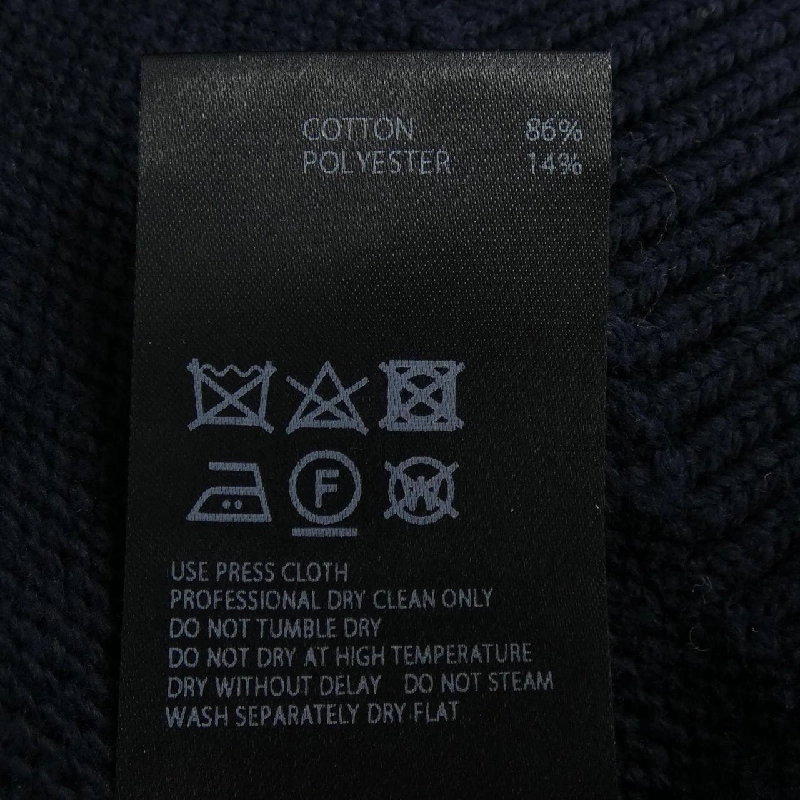 COTTON 86%
POLYESTER 14%
F W
USE PRESS CLOTH
PROFESSIONAL DRY CLEAN ONLY
DO NOT TUMBLE DRY
DO NOT DRY AT HIGH TEMPERATURE
DRY WITHOUT DELAY DO NOT STEAM
WASH SEPARATELY DRY FLAT